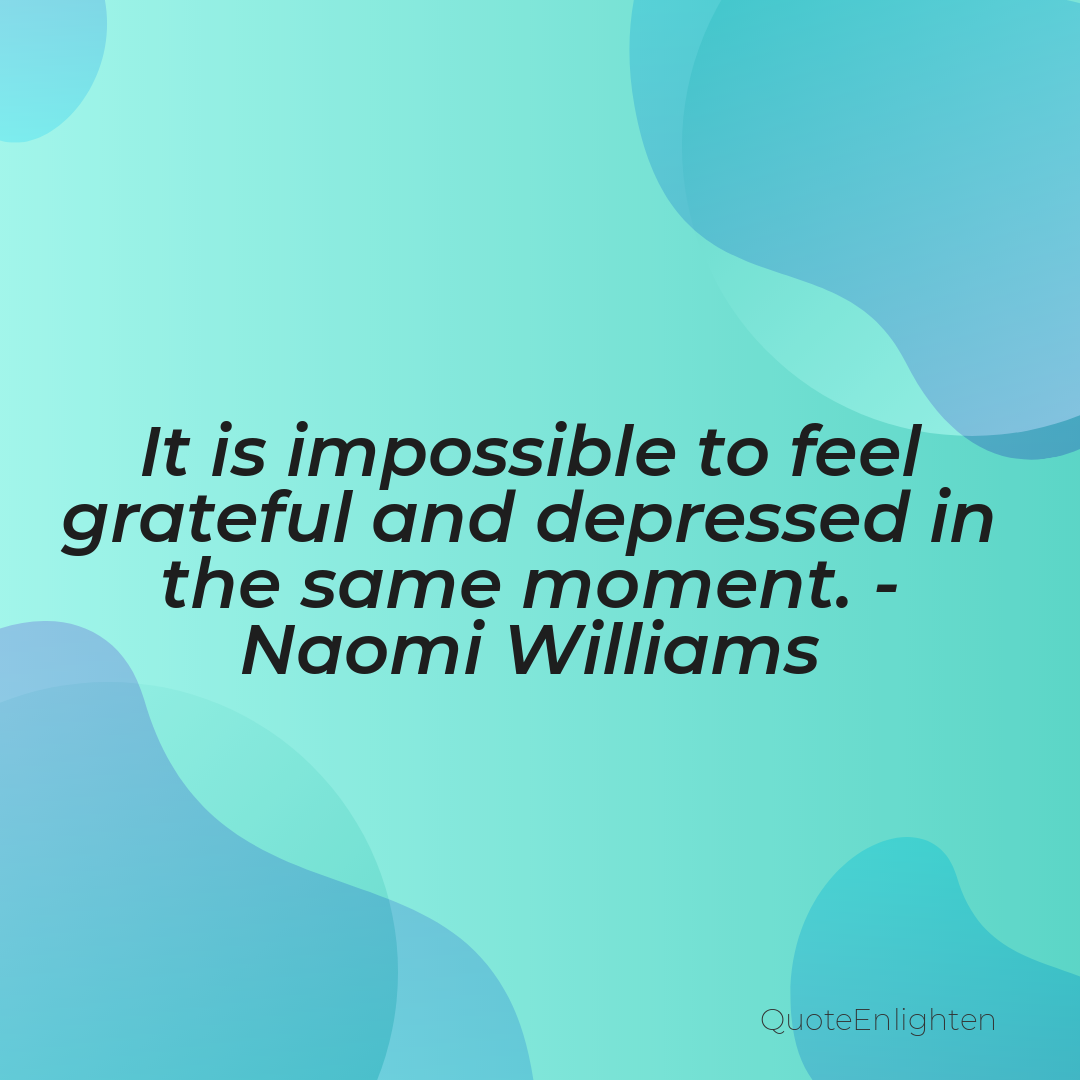 It is impossible to feel
grateful and depressed in
the same moment. -
Naomi Williams
QuoteEnlighten